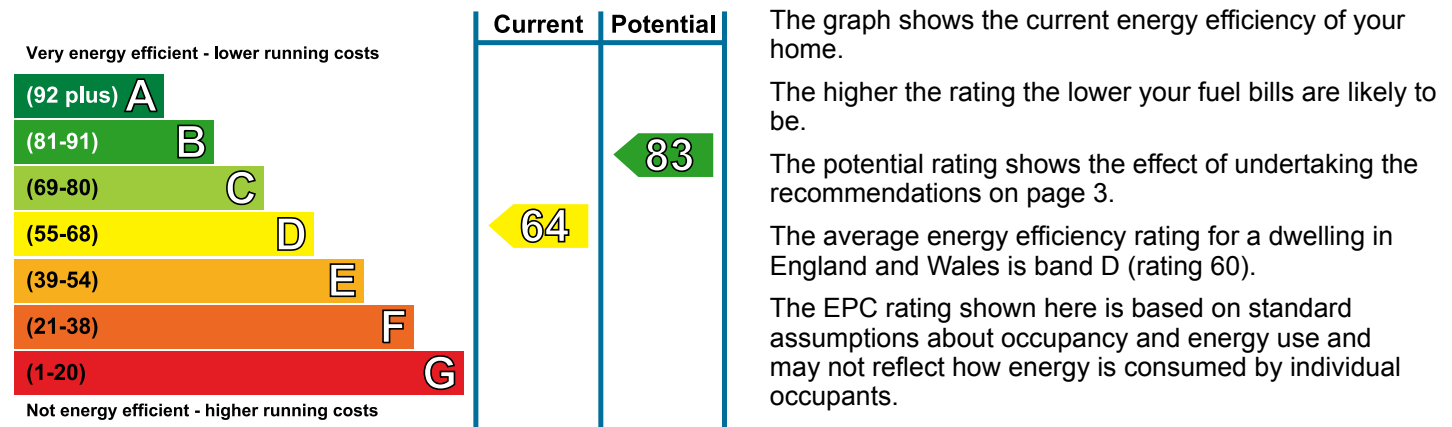 Current Potential
Very energy efficient - lower running costs
(92 plus) A
(81-91) B
83
(69-80) C
(55-68) D
64
(39-54) E
(21-38) F
(1-20) G
Not energy efficient - higher running costs
The graph shows the current energy efficiency of your
home.
The higher the rating the lower your fuel bills are likely to
be.
The potential rating shows the effect of undertaking the
recommendations on page 3.
The average energy efficiency rating for a dwelling in
England and Wales is band D (rating 60).
The EPC rating shown here is based on standard
assumptions about occupancy and energy use and
may not reflect how energy is consumed by individual
occupants.